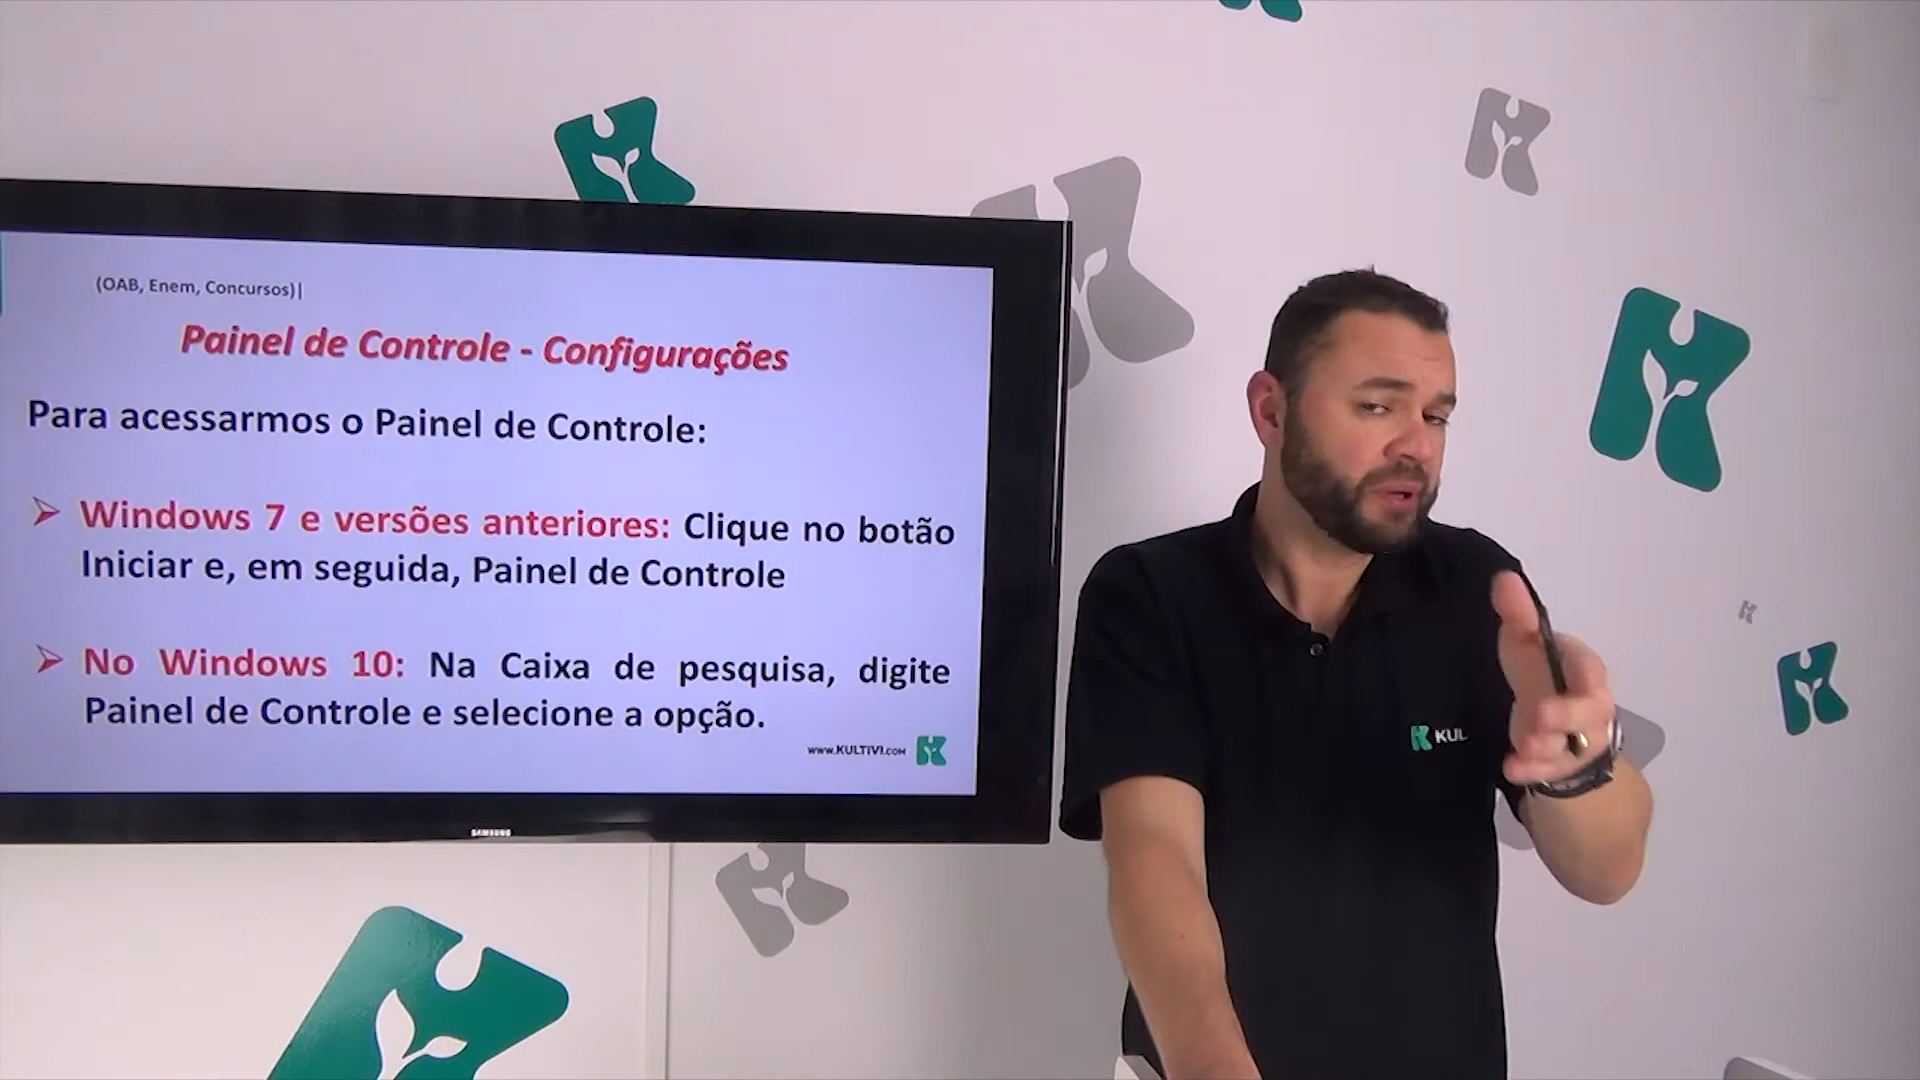 (OAB, Enem, Concursos)|
Painel de Controle - Configurações
Para acessarmos o Painel de Controle:
Windows 7 e versões anteriores: Clique no botão
Iniciar e, em seguida, Painel de Controle
No Windows 10: Na Caixa de pesquisa, digite
Painel de Controle e selecione a opção.
www.KULTIVI.com
SAMSUNG
KUL